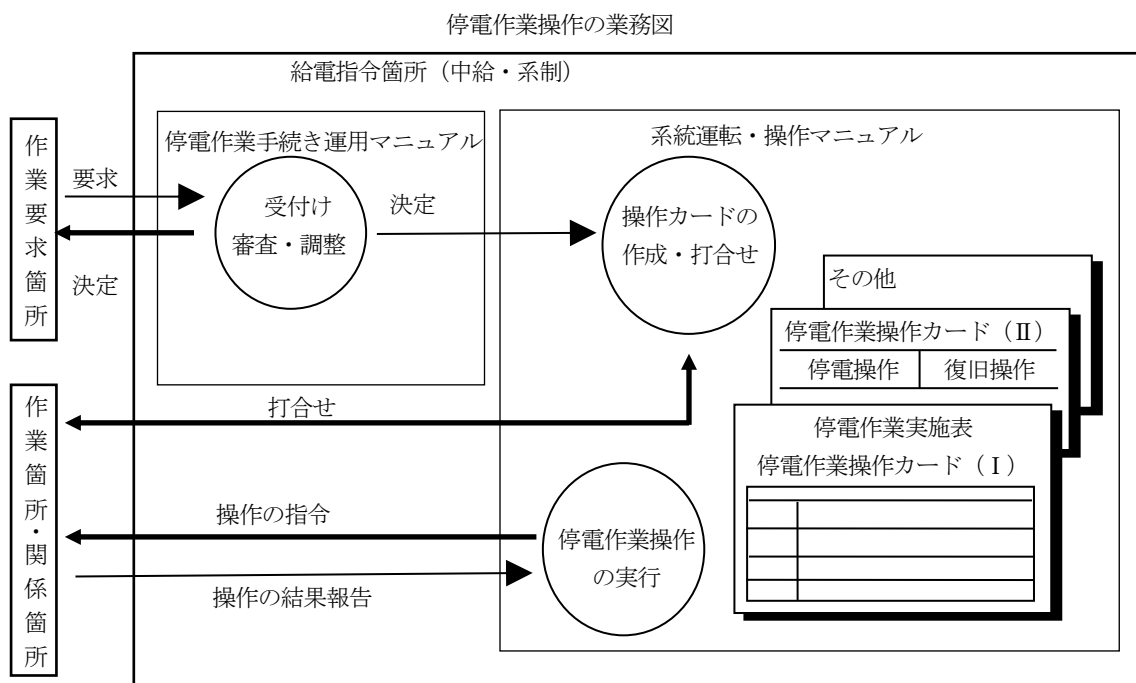 停電作業操作の業務図
給電指令箇所（中給・系制）
停電作業手続き運用マニュアル
系統運転・操作マニュアル
作業要求箇所
要求
決定
受付け
審査・調整
決定
操作カードの
作成・打合せ
その他
停電作業操作カード（Ⅱ）
停電操作
復旧操作
停電作業実施表
停電作業操作カード（Ⅰ）
作業箇所・関係箇所
打合せ
操作の指令
操作の結果報告
停電作業操作
の実行